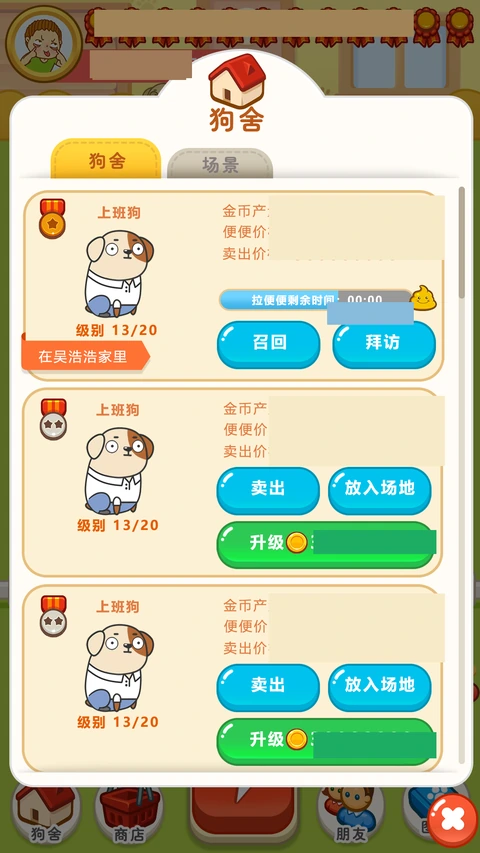 狗舍
狗舍
场景
上班狗
金币产
便便价
卖出价
拉便便剩余时间: 00:00
级别 13/20
召回
拜访
在吴浩浩家里
上班狗
金币产
便便价
卖出价
卖出
放入场地
级别 13/20
升级
上班狗
金币产
便便价
卖出价
卖出
放入场地
级别 13/20
升级
狗舍
商店
朋友